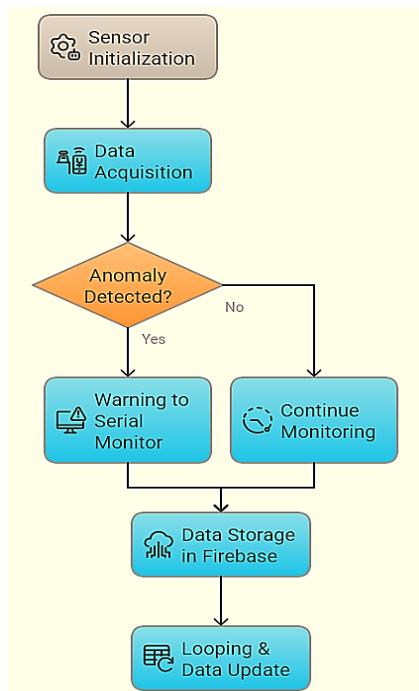 Sensor
Initialization
Data
Acquisition
Anomaly
Detected?
No
Yes
Warning to
Serial
Monitor
Continue
Monitoring
Data Storage
in Firebase
Looping &
Data Update